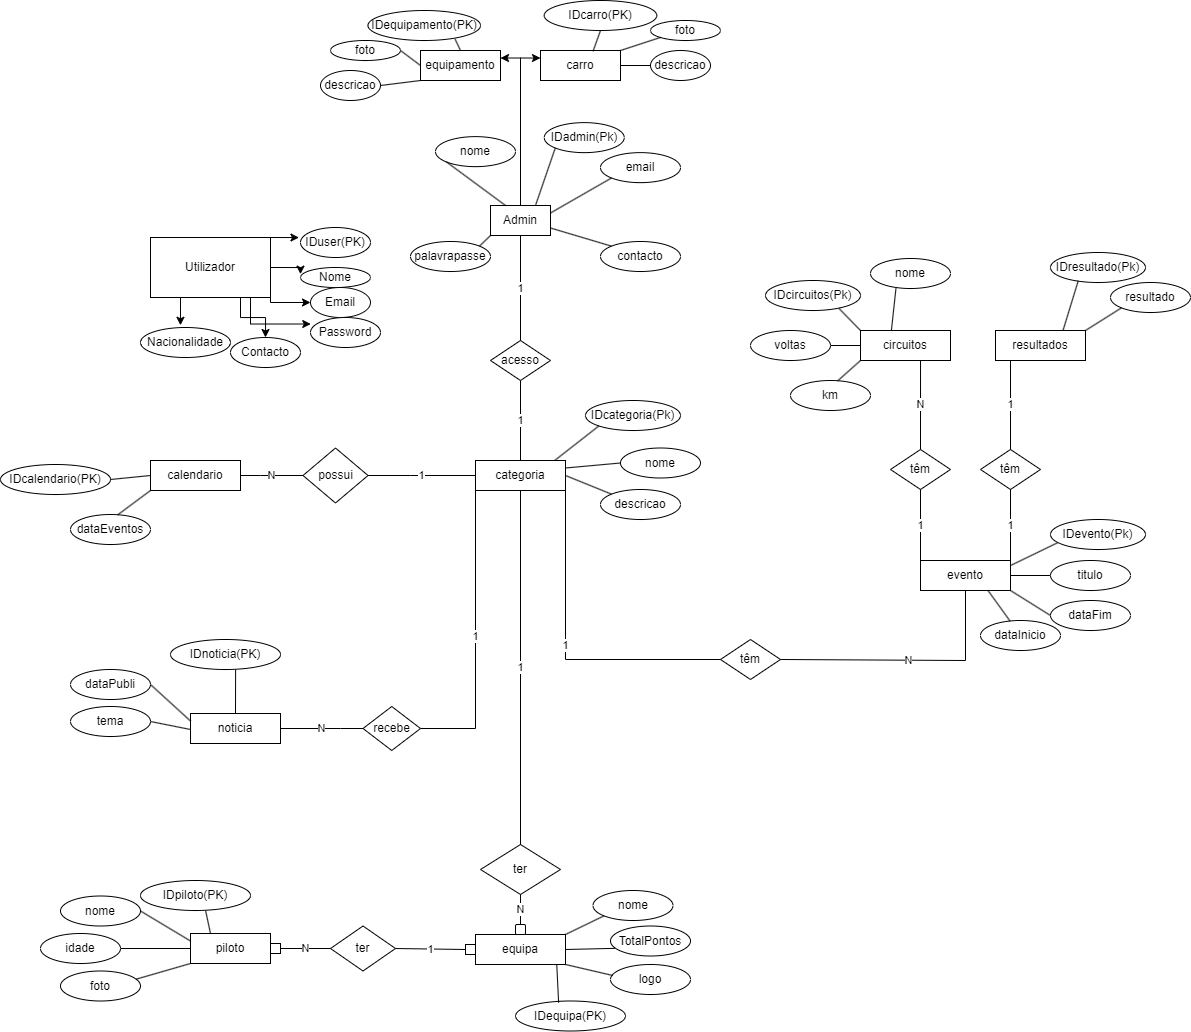 IDequipamento(PK)
IDcarro(PK)
foto
foto
equipamento
carro
descricao
descricao
nome
IDadmin(Pk)
email
Admin
palavrapasse
contacto
1
IDuser(PK)
Utilizador
Nome
Email
Password
Nacionalidade
Contacto
acesso
1
nome
IDcircuitos(Pk)
voltas
circuitos
km
IDresultado(Pk)
resultado
resultados
N
1
têm
têm
1
1
IDcategoria(Pk)
IDcalendario(PK)
calendario
N
possui
1
categoria
nome
descricao
dataEventos
IDevento(Pk)
evento
titulo
dataFim
dataInicio
1
1
1
têm
N
IDnoticia(PK)
dataPubli
tema
noticia
N
recebe
ter
N
IDpiloto(PK)
nome
idade
piloto
foto
N
ter
1
equipa
nome
TotalPontos
logo
IDequipa(PK)